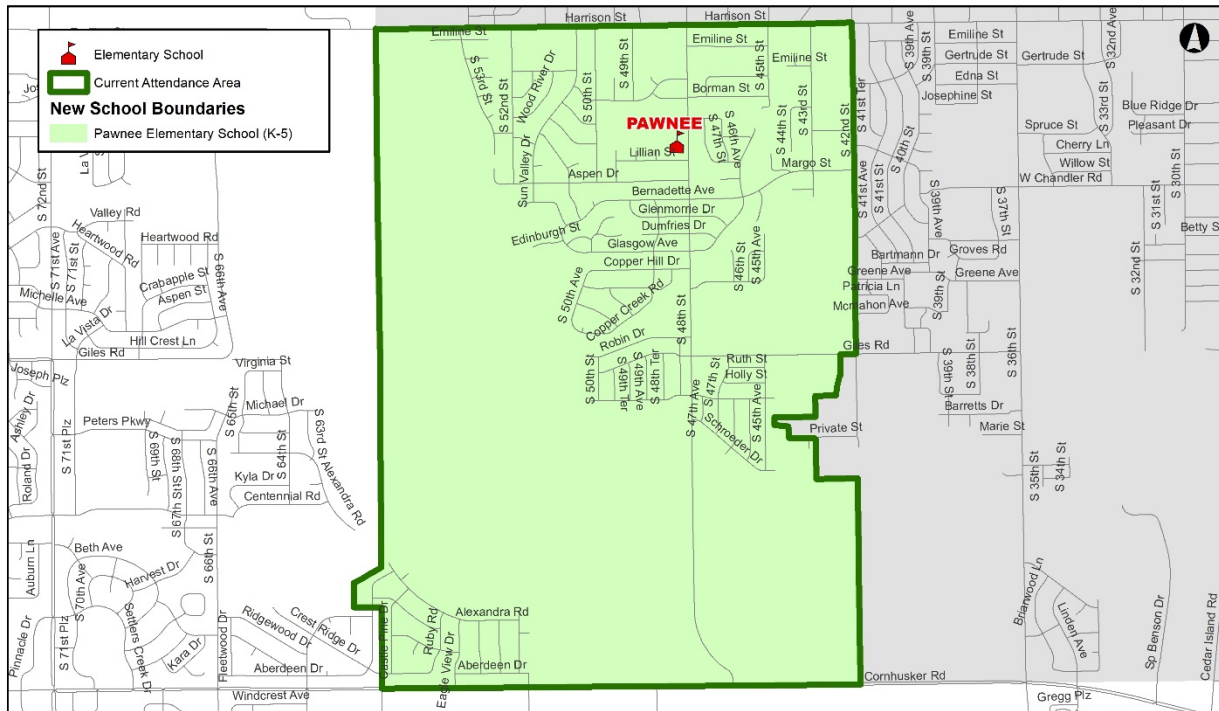 Elementary School
Current Attendance Area
New School Boundaries
Pawnee Elementary School (K-5)
Harrison St
Harrison St
Emiline St
Emiline St
Emiline St
Emiline St
S 53rd St
S 52nd St
Wood River Dr
S 50th St
S 49th St
S 45th St
Borman St
PAWNEE
S 47th St
S 46th Ave
S 44th St
S 43rd St
S 42nd St
Lillian St
Sun Valley Dr
Aspen Dr
Margo St
Bernadette Ave
Glenmorrie Dr
Dumfries Dr
Edinburgh St
Glasgow Ave
Copper Hill Dr
S 46th St
S 45th Ave
S 50th Ave
Copper Creek Rd
S 48th St
Robin Dr
S 50th St
S 49th Ter
S 49th Ave
S 48th Ter
Ruth St
Holly St
S 47th St
S 47th Ave
S 45th Ave
Schroeder Dr
Private St
Giles Rd
Castle Pine Dr
Ruby Rd
Eagle View Dr
Alexandra Rd
Aberdeen Dr
Cornhusker Rd
S 41st Ter
S 39th Ave
S 39th St
Gertrude St
Gertrude St
Edna St
Josephine St
S 32nd Ave
S 33rd St
Blue Ridge Dr
Pleasant Dr
Spruce St
Cherry Ln
Willow St
W Chandler Rd
S 40th St
S 41st Ave
S 41st St
S 39th Ave
S 37th St
S 31st St
S 30th St
Betty S
Groves Rd
Bartmann Dr
Greene Ave
Greene Ave
Patricia Ln
Mcmahon Ave
S 39th St
S 32nd St
S 39th St
S 38th St
S 36th St
Barretts Dr
Marie St
S 35th St
S 34th St
Briarwood Ln
Linden Ave
Sp Benson Dr
Cedar Island Rd
Gregg Plz
S 72nd St
La V
Valley Rd
Heartwood Rd
Heartwood Rd
S 71st Ave
S 71st St
Crabapple St
Aspen St
S 66th Ave
Michelle Ave
La Vista Dr
Hill Crest Ln
Giles Rd
Virginia St
Joseph Plz
Ashley Dr
Roland Dr
S 71st Plz
Peters Pkwy
S 65th St
Michael Dr
S 69th St
S 68th St
S 67th St
S 66th Ave
S 64th St
S 63rd St
Alexandra Rd
Kyla Dr
Centennial Rd
Auburn Ln
Beth Ave
S 70th Ave
Harvest Dr
S 66th St
Settlers Creek Dr
Kara Dr
Fleetwood Dr
Ridgewood Dr
Crest Ridge Dr
Aberdeen Dr
Pinnacle Dr
S 71st Plz
Windcrest Ave